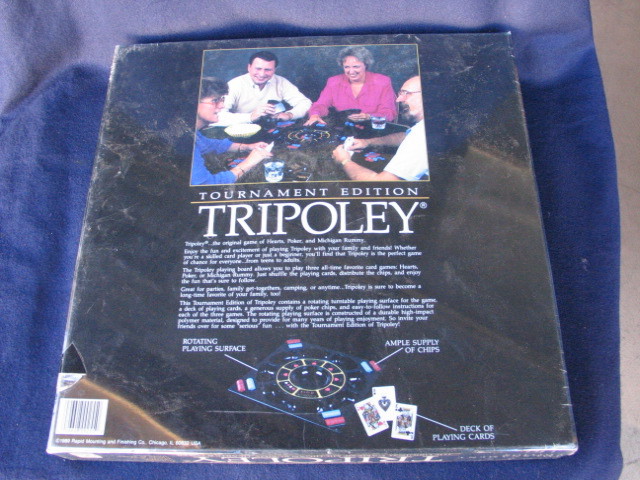 TOURNAMENT EDITION
TRIPOLEY®
Tripoley®...the original game of Hearts, Poker, and Michigan Rummy.
Enjoy the fun and excitement of playing Tripoley with your family and friends! Whether
you're a skilled card player or just a beginner, you'll find that Tripoley is the perfect game
of chance for everyone...from teens to adults.
The Tripoley playing board allows you to play three all-time favorite card games: Hearts,
Poker, or Michigan Rummy. Just shuffle the playing cards, distribute the chips, and enjoy
the fun that's sure to follow.
Great for parties, family get-togethers, camping, or anytime...Tripoley is sure to become a
long-time favorite of your family, too!
This Tournament Edition of Tripoley contains a rotating turntable playing surface for the game,
a deck of playing cards, a generous supply of poker chips, and easy-to-follow instructions for
each of the three games. The rotating playing surface is constructed of a durable high-impact
polymer material, designed to provide for many years of playing enjoyment. So invite your
friends over for some "serious" fun . . . with the Tournament Edition of Tripoley!
ROTATING
PLAYING SURFACE
AMPLE SUPPLY
OF CHIPS
DECK OF
PLAYING CARDS
Rapid Mounting and Finishing Co., Chicago, IL USA
TRIPOLEY